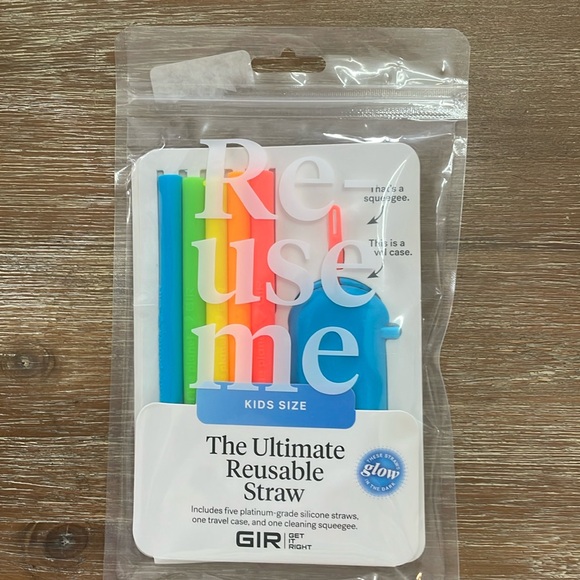 Re-
use
me
That's a
squeegee.
This is a
case.
KIDS SIZE
The Ultimate
Reusable
Straw
THESE STRAWS
glow
IN THE DARK
Includes five platinum-grade silicone straws,
one travel case, and one cleaning squeegee.
GIR GET
IT
RIGHT